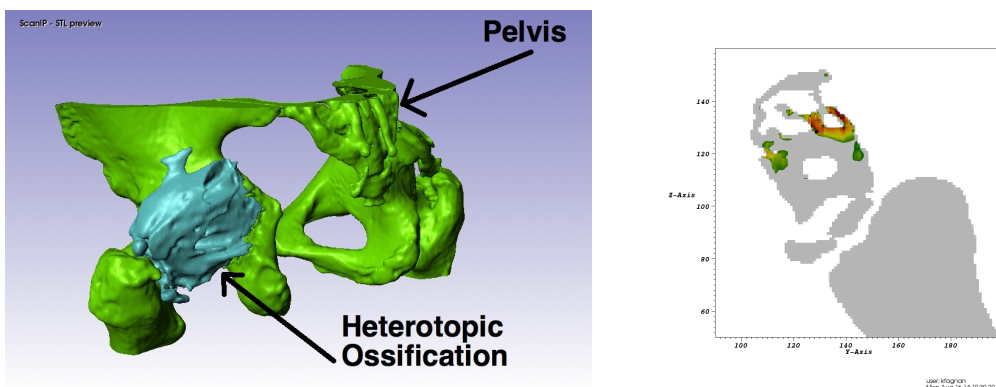 ScanIP - STL preview
Pelvis
Heterotopic
Ossification
140
120
100
80
60
Z-Axis
100
120
140
160
180
Y-Axis
user: kfagnan